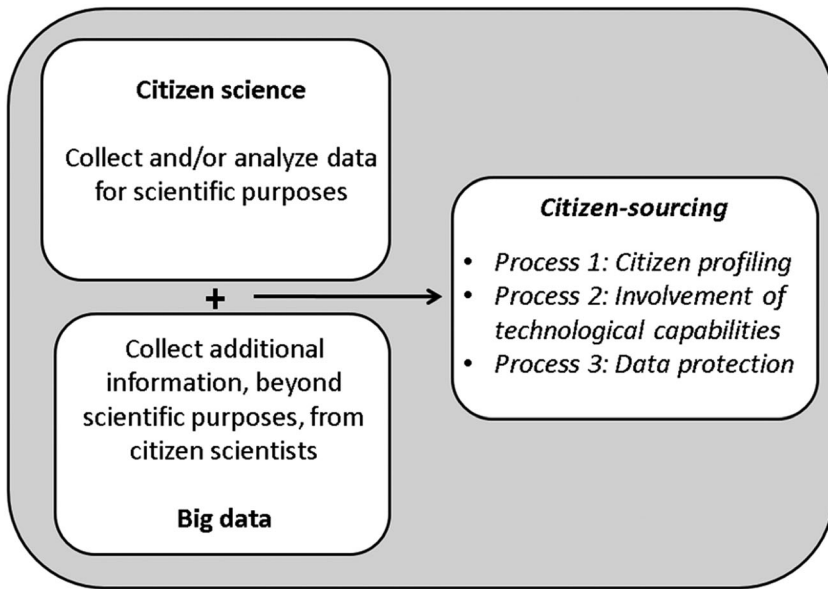 Citizen science
Collect and/or analyze data
for scientific purposes
+
Collect additional
information, beyond
scientific purposes, from
citizen scientists
Big data
Citizen-sourcing
• Process 1: Citizen profiling
• Process 2: Involvement of
technological capabilities
• Process 3: Data protection